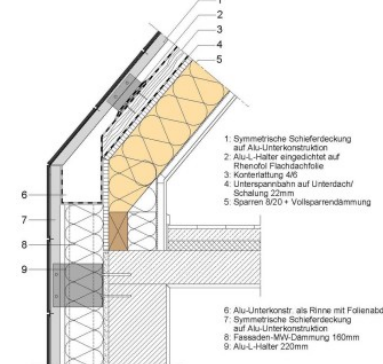 1
2
3
4
5
1: Symmetrische Schieferdeckung
auf Alu-Unterkonstruktion
2: Alu-L-Halter eingedichtet auf
Rhenofol Flachdachfolie
3: Konterlattung 4/6
4: Unterspannbahn auf Unterdach/
Schalung 22mm
5: Sparren 8/20 + Vollsparrendämmung
6
7
8
9
6: Alu-Unterkonstr. als Rinne mit Folienabd
7: Symmetrische Schieferdeckung
auf Alu-Unterkonstruktion
8: Fassaden-MW-Dämmung 160mm
9: Alu-L-Halter 220mm